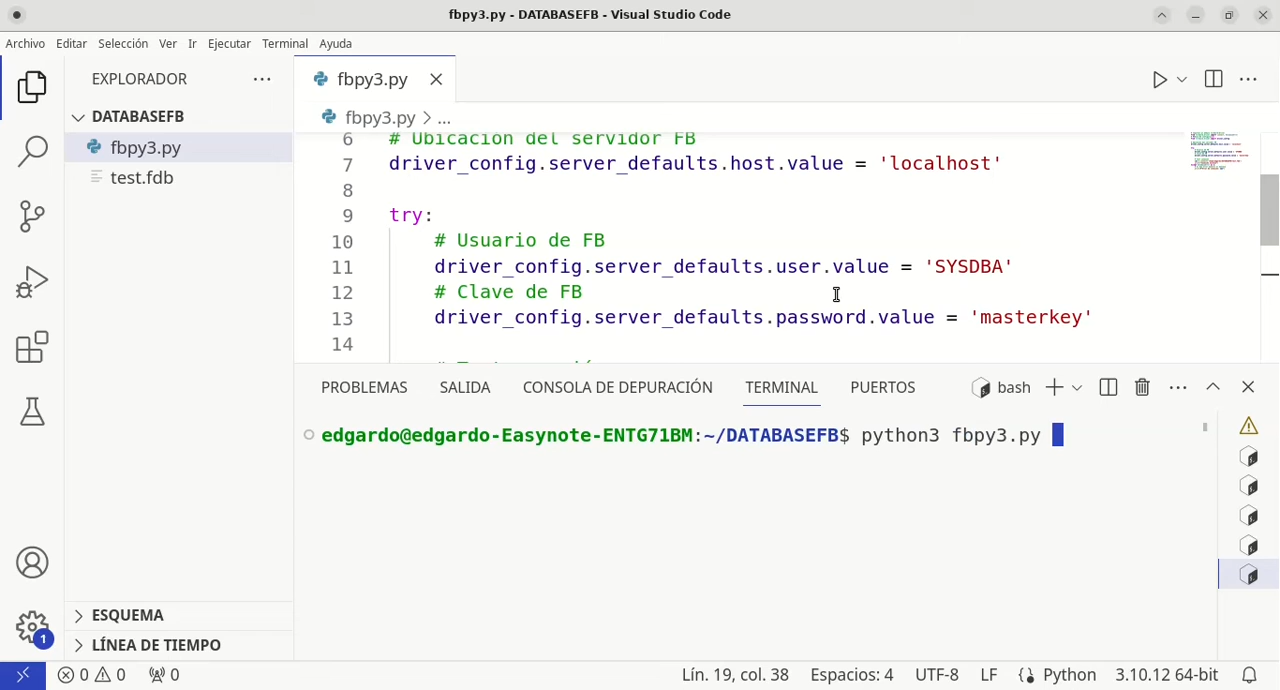 fbpy3.py - DATABASEFB - Visual Studio Code
Archivo Editar Selección Ver Ir Ejecutar Terminal Ayuda
EXPLORADOR
fbpy3.py
DATABASEFB
fbpy3.py > ...
fbpy3.py
test.fdb
6 # Ubicación del servidor FB
7 driver_config.server_defaults.host.value = 'localhost'
8
9 try:
10 # Usuario de FB
11 driver_config.server_defaults.user.value = 'SYSDBA'
12 # Clave de FB
13 driver_config.server_defaults.password.value = 'masterkey'
14
PROBLEMAS SALIDA CONSOLA DE DEPURACIÓN TERMINAL PUERTOS bash
edgardo@edgardo-Easynote-ENTG71BM:~/DATABASEFB$ python3 fbpy3.py
ESQUEMA
LÍNEA DE TIEMPO
1
0 0 0 Lín. 19, col. 38 Espacios: 4 UTF-8 LF Python 3.10.12 64-bit